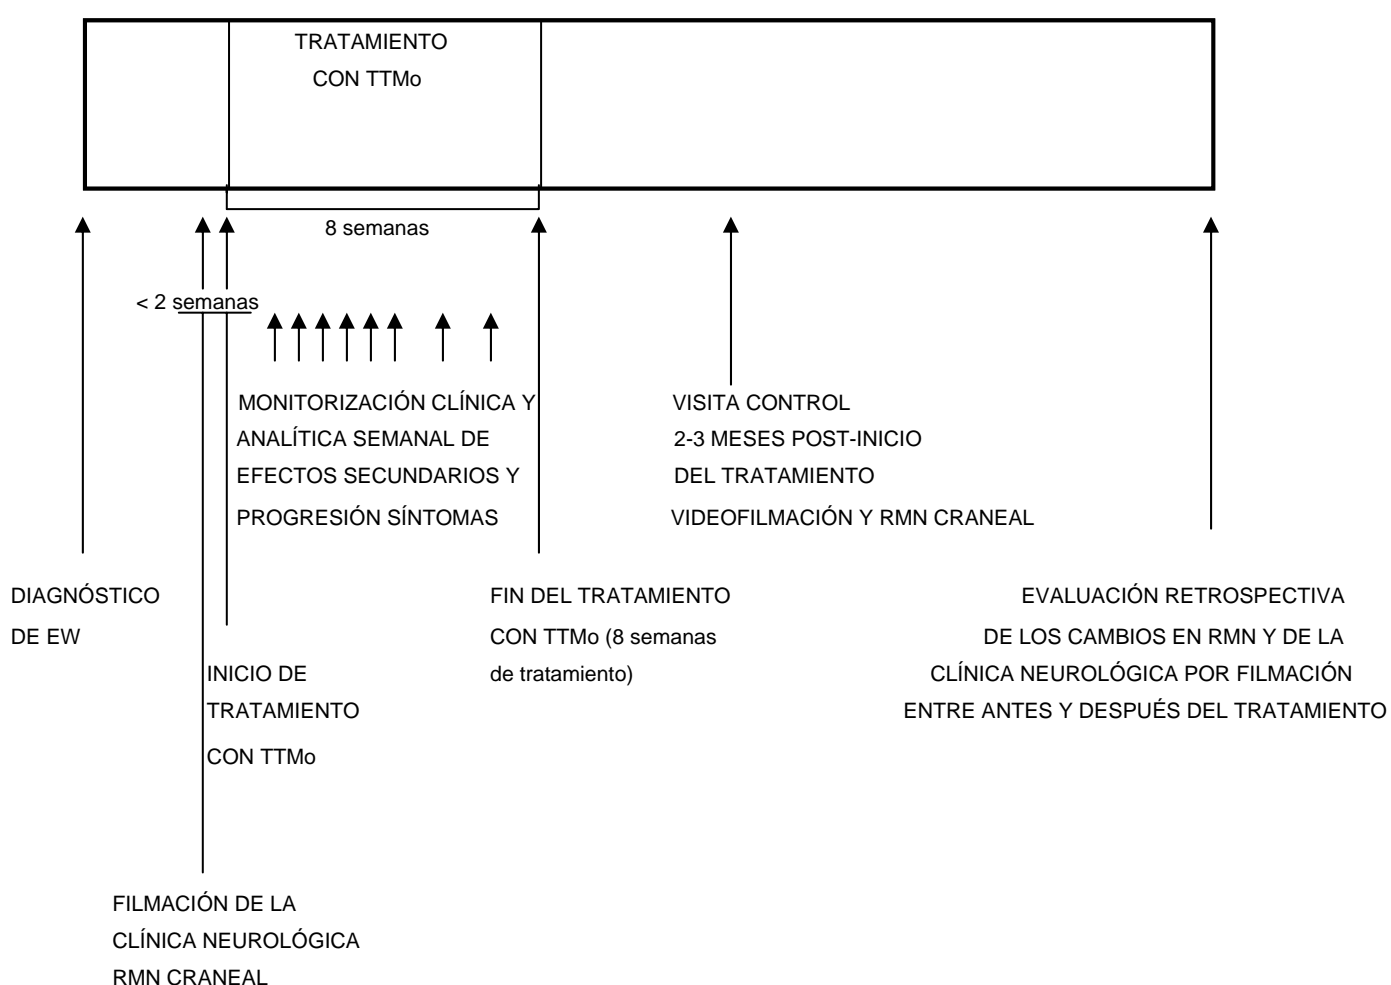 TRATAMIENTO
CON TTMo
8 semanas
< 2 semanas
MONITORIZACIÓN CLÍNICA Y
ANALÍTICA SEMANAL DE
EFECTOS SECUNDARIOS Y
PROGRESIÓN SÍNTOMAS
VISITA CONTROL
2-3 MESES POST-INICIO
DEL TRATAMIENTO
VIDEOFILMACIÓN Y RMN CRANEAL
DIAGNÓSTICO
DE EW
INICIO DE
TRATAMIENTO
CON TTMo
FIN DEL TRATAMIENTO
CON TTMo (8 semanas
de tratamiento)
EVALUACIÓN RETROSPECTIVA
DE LOS CAMBIOS EN RMN Y DE LA
CLÍNICA NEUROLÓGICA POR FILMACIÓN
ENTRE ANTES Y DESPUÉS DEL TRATAMIENTO
FILMACIÓN DE LA
CLÍNICA NEUROLÓGICA
RMN CRANEAL